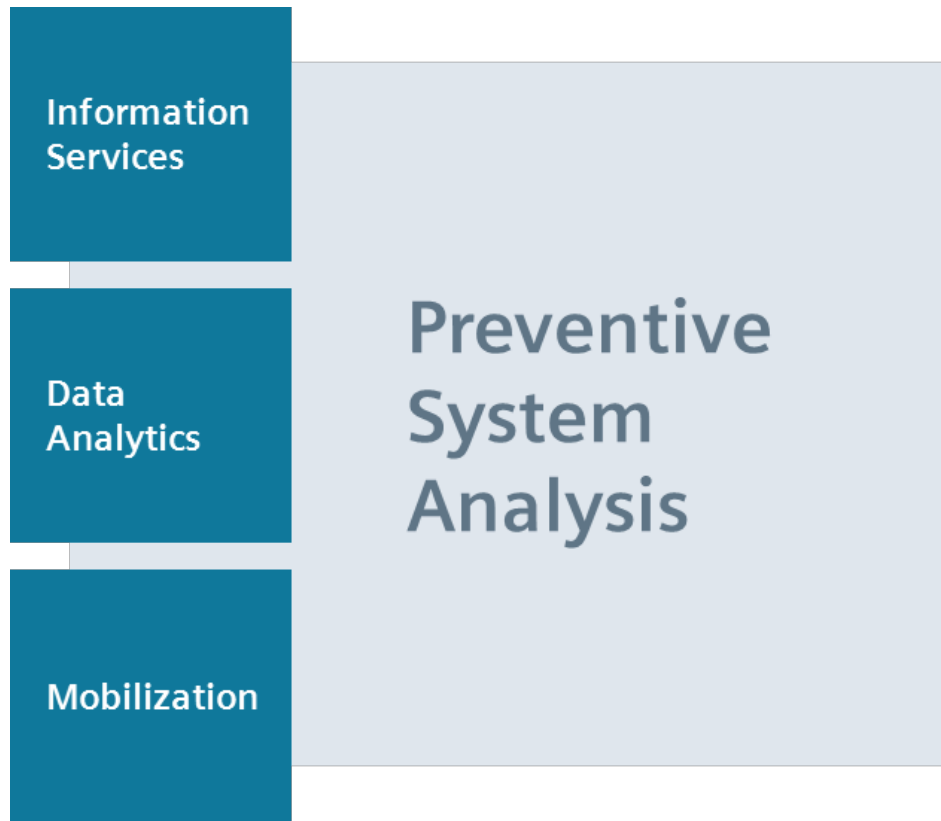 Information
Services
Data
Analytics
Mobilization
Preventive
System
Analysis